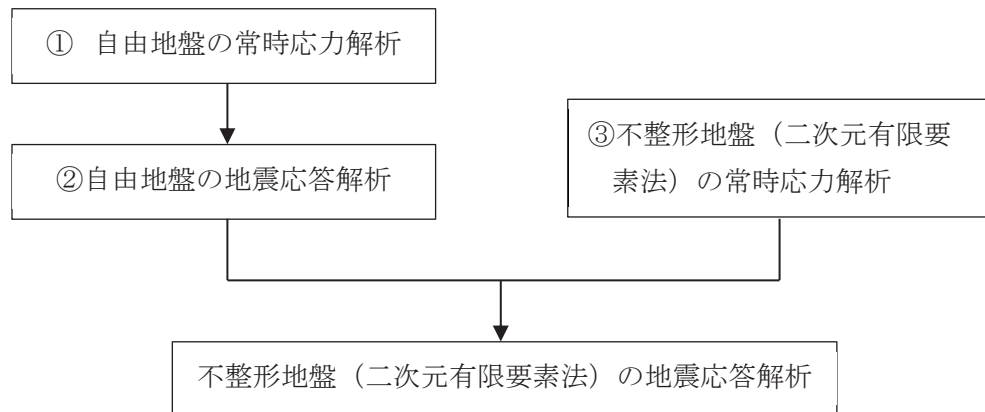 ① 自由地盤の常時応力解析
②自由地盤の地震応答解析
③不整形地盤（二次元有限要
素法）の常時応力解析
不整形地盤（二次元有限要素法）の地震応答解析